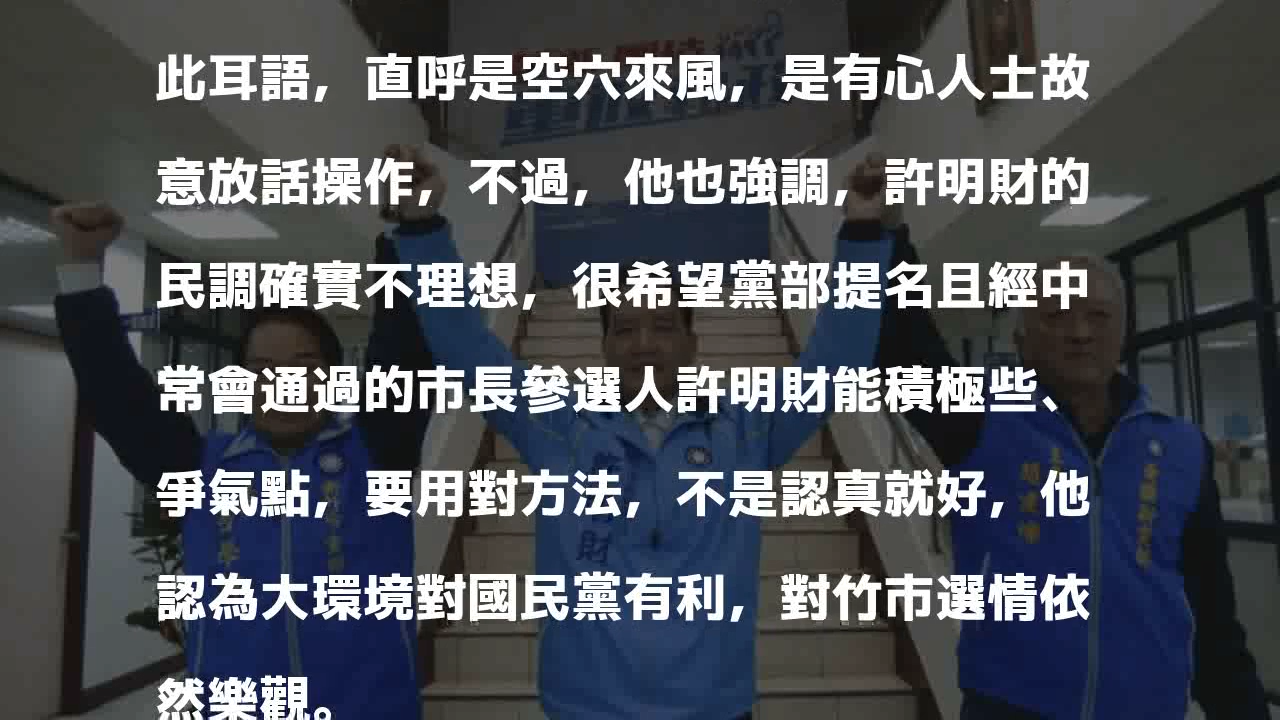 此耳語，直呼是空穴來風，是有心人士故
意放話操作，不過，他也強調，許明財的
民調確實不理想，很希望黨部提名且經中
常會通過的市長參選人許明財能積極些、
爭氣點，要用對方法，不是認真就好，他
認為大環境對國民黨有利，對竹市選情依
然樂觀。